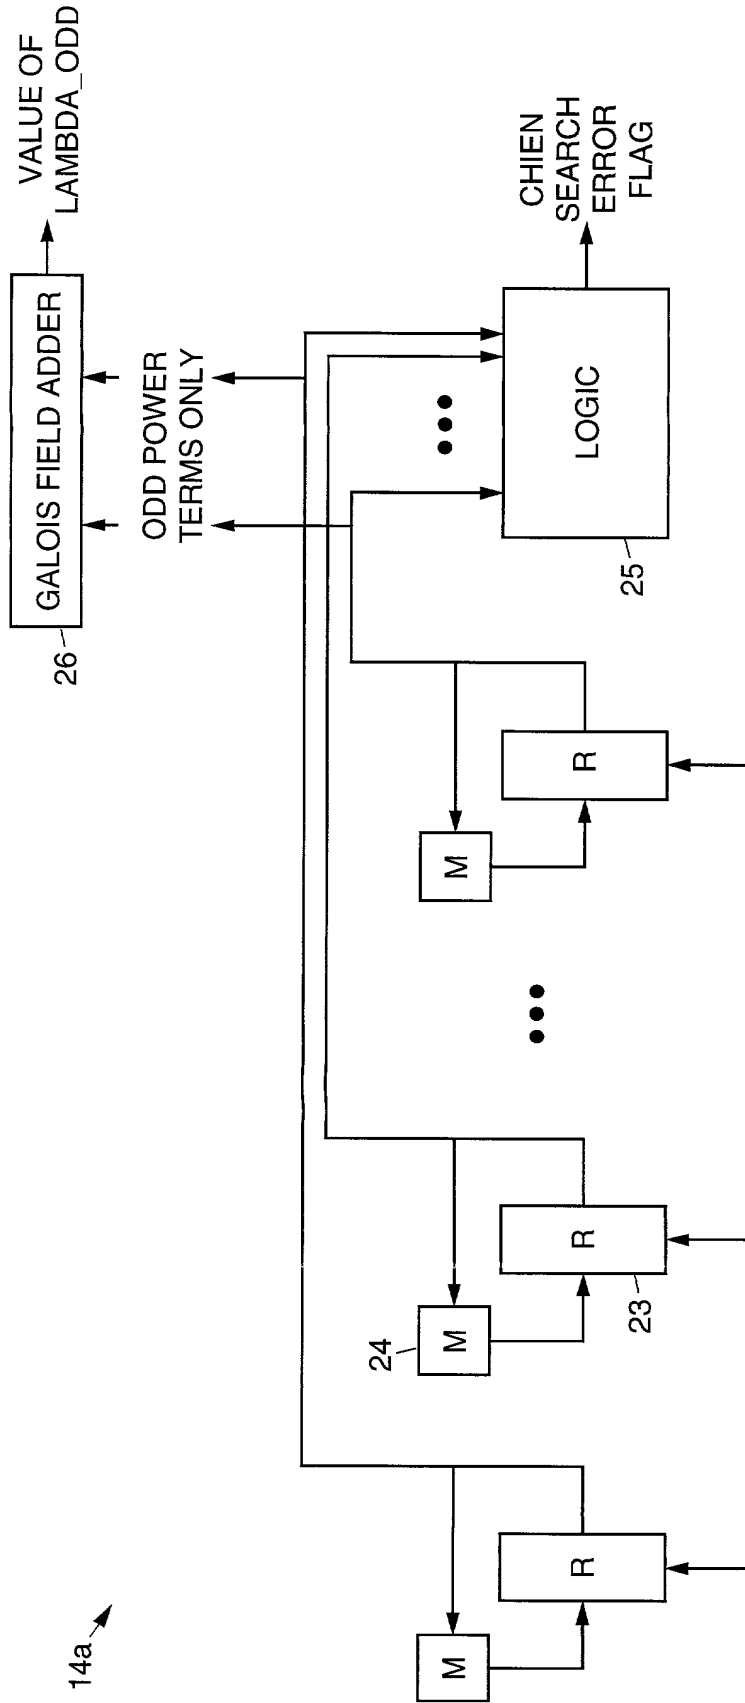 14a
VALUE OF
LAMBDA_ODD
GALOIS FIELD ADDER
26
ODD POWER
TERMS ONLY
CHIEN
SEARCH
ERROR
FLAG
LOGIC
25
M
R
24
M
R
23
M
R